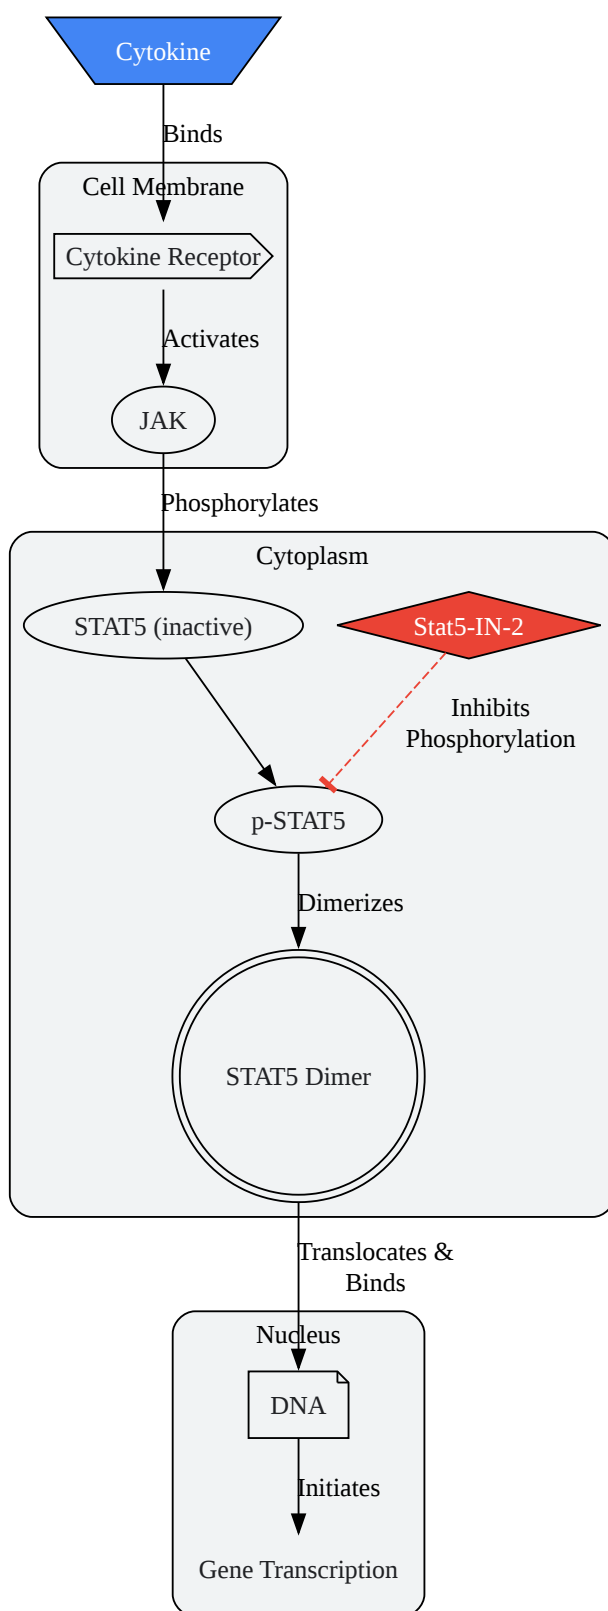 Cytokine
Binds
Cell Membrane
Cytokine Receptor
Activates
JAK
Phosphorylates
Cytoplasm
STAT5 (inactive)
Stat5-IN-2
Inhibits
Phosphorylation
p-STAT5
Dimerizes
STAT5 Dimer
Translocates &
Binds
Nucleus
DNA
Initiates
Gene Transcription